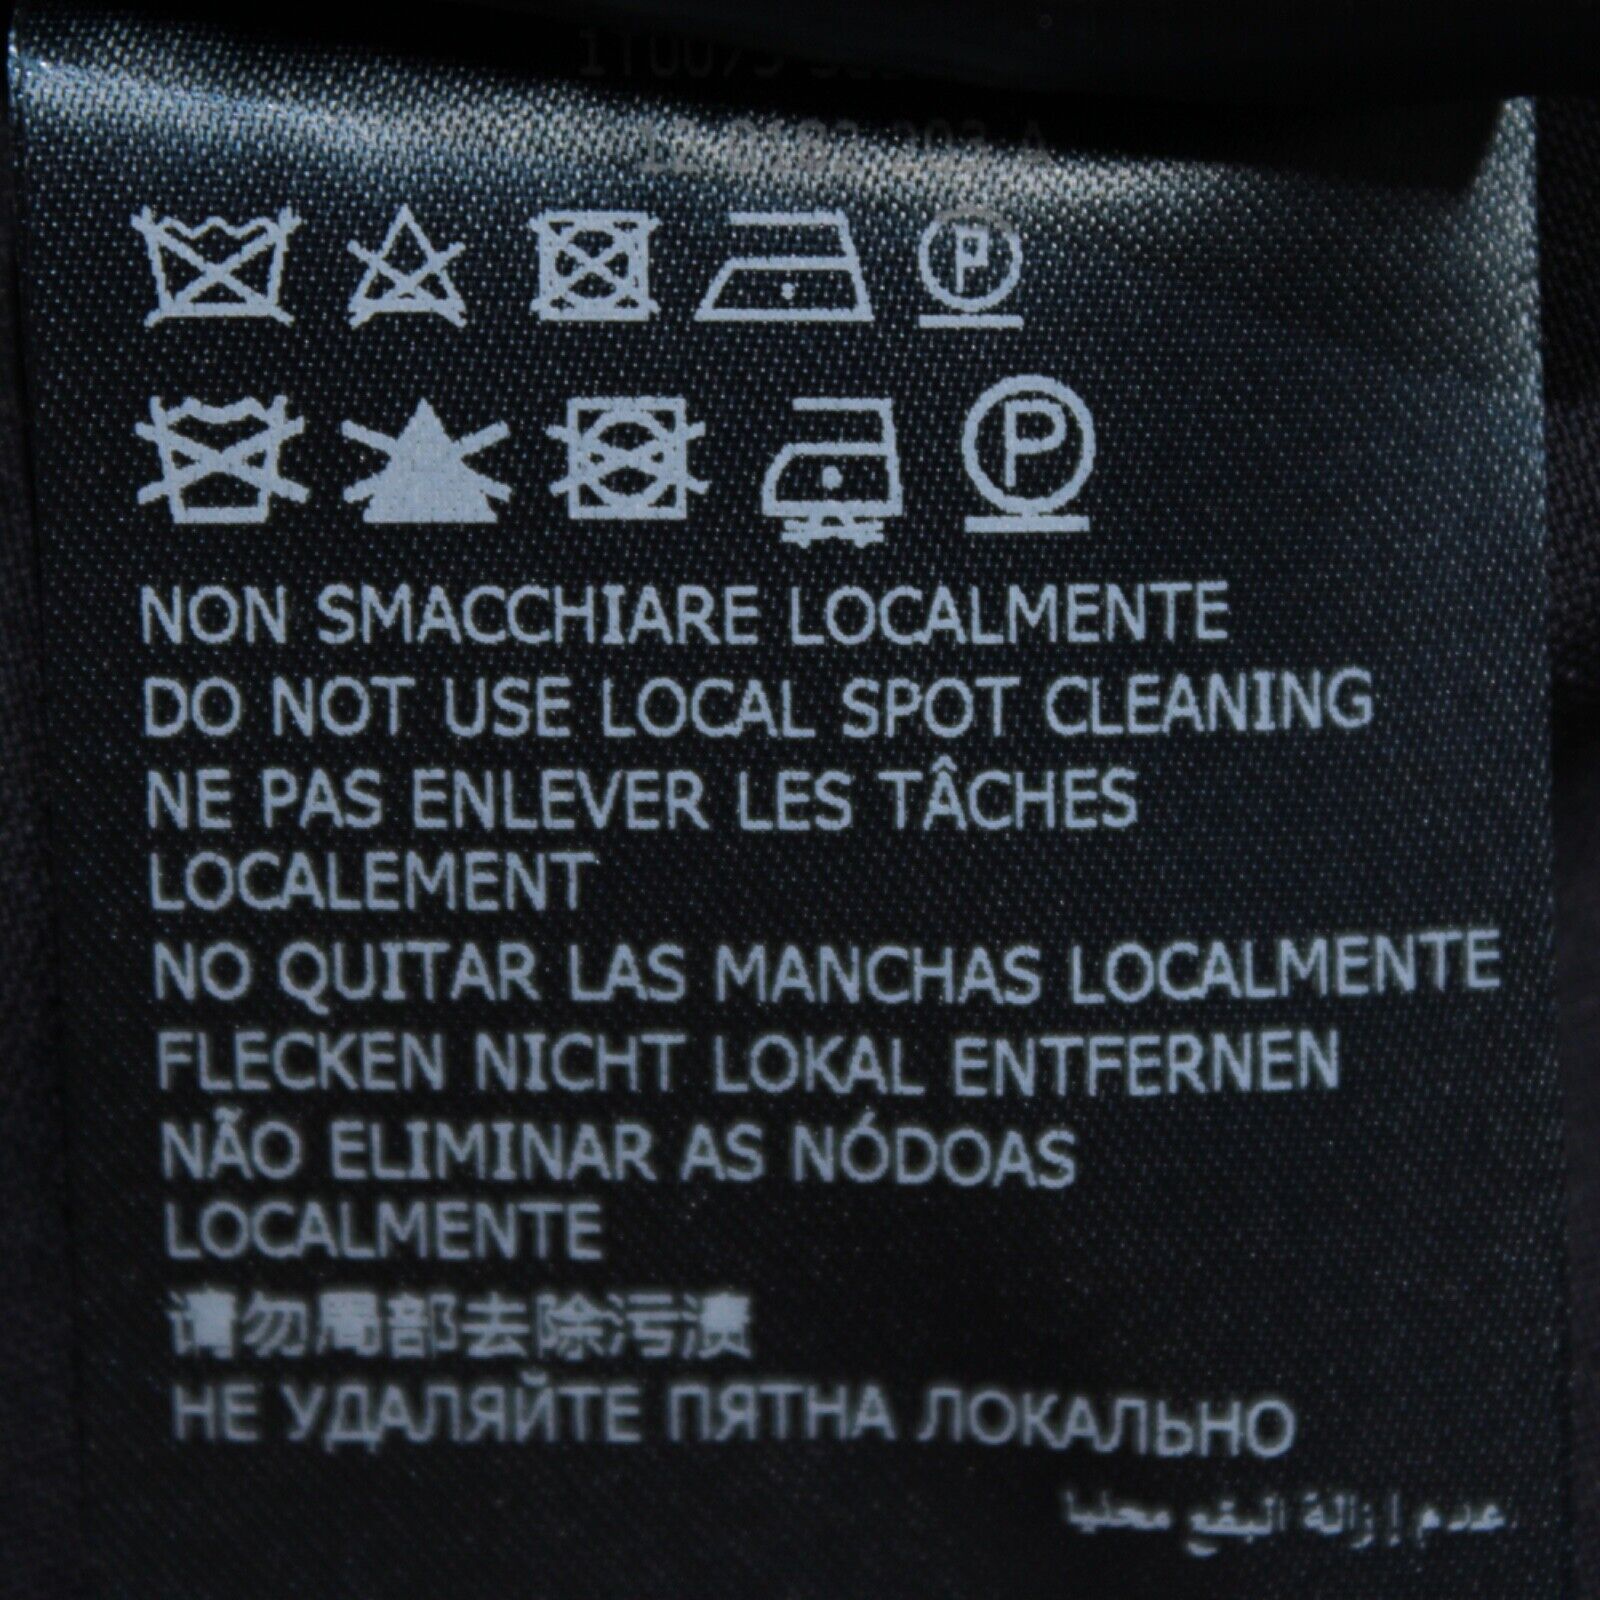 P
P
NON SMACCHIARE LOCALMENTE
DO NOT USE LOCAL SPOT CLEANING
NE PAS ENLEVER LES TÂCHES
LOCALEMENT
NO QUITAR LAS MANCHAS LOCALMENTE
FLECKEN NICHT LOKAL ENTFERNEN
NÃO ELIMINAR AS NÓDOAS
LOCALMENTE
请勿局部去除污渍
НЕ УДАЛЯЙТЕ ПЯТНА ЛОКАЛЬНО
عدم إزالة البقع محليا